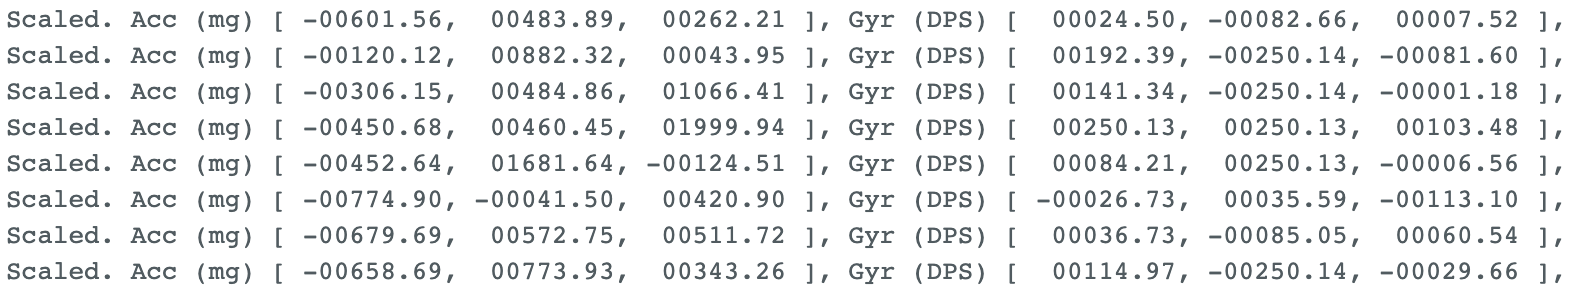 Scaled. Acc (mg) [ -00601.56,  00483.89,  00262.21 ], Gyr (DPS) [  00024.50, -00082.66,  00007.52 ],
Scaled. Acc (mg) [ -00120.12,  00882.32,  00043.95 ], Gyr (DPS) [  00192.39, -00250.14, -00081.60 ],
Scaled. Acc (mg) [ -00306.15,  00484.86,  01066.41 ], Gyr (DPS) [  00141.34, -00250.14, -00001.18 ],
Scaled. Acc (mg) [ -00450.68,  00460.45,  01999.94 ], Gyr (DPS) [  00250.13,  00250.13,  00103.48 ],
Scaled. Acc (mg) [ -00452.64,  01681.64, -00124.51 ], Gyr (DPS) [  00084.21,  00250.13, -00006.56 ],
Scaled. Acc (mg) [ -00774.90, -00041.50,  00420.90 ], Gyr (DPS) [ -00026.73,  00035.59, -00113.10 ],
Scaled. Acc (mg) [ -00679.69,  00572.75,  00511.72 ], Gyr (DPS) [  00036.73, -00085.05,  00060.54 ],
Scaled. Acc (mg) [ -00658.69,  00773.93,  00343.26 ], Gyr (DPS) [  00114.97, -00250.14, -00029.66 ],